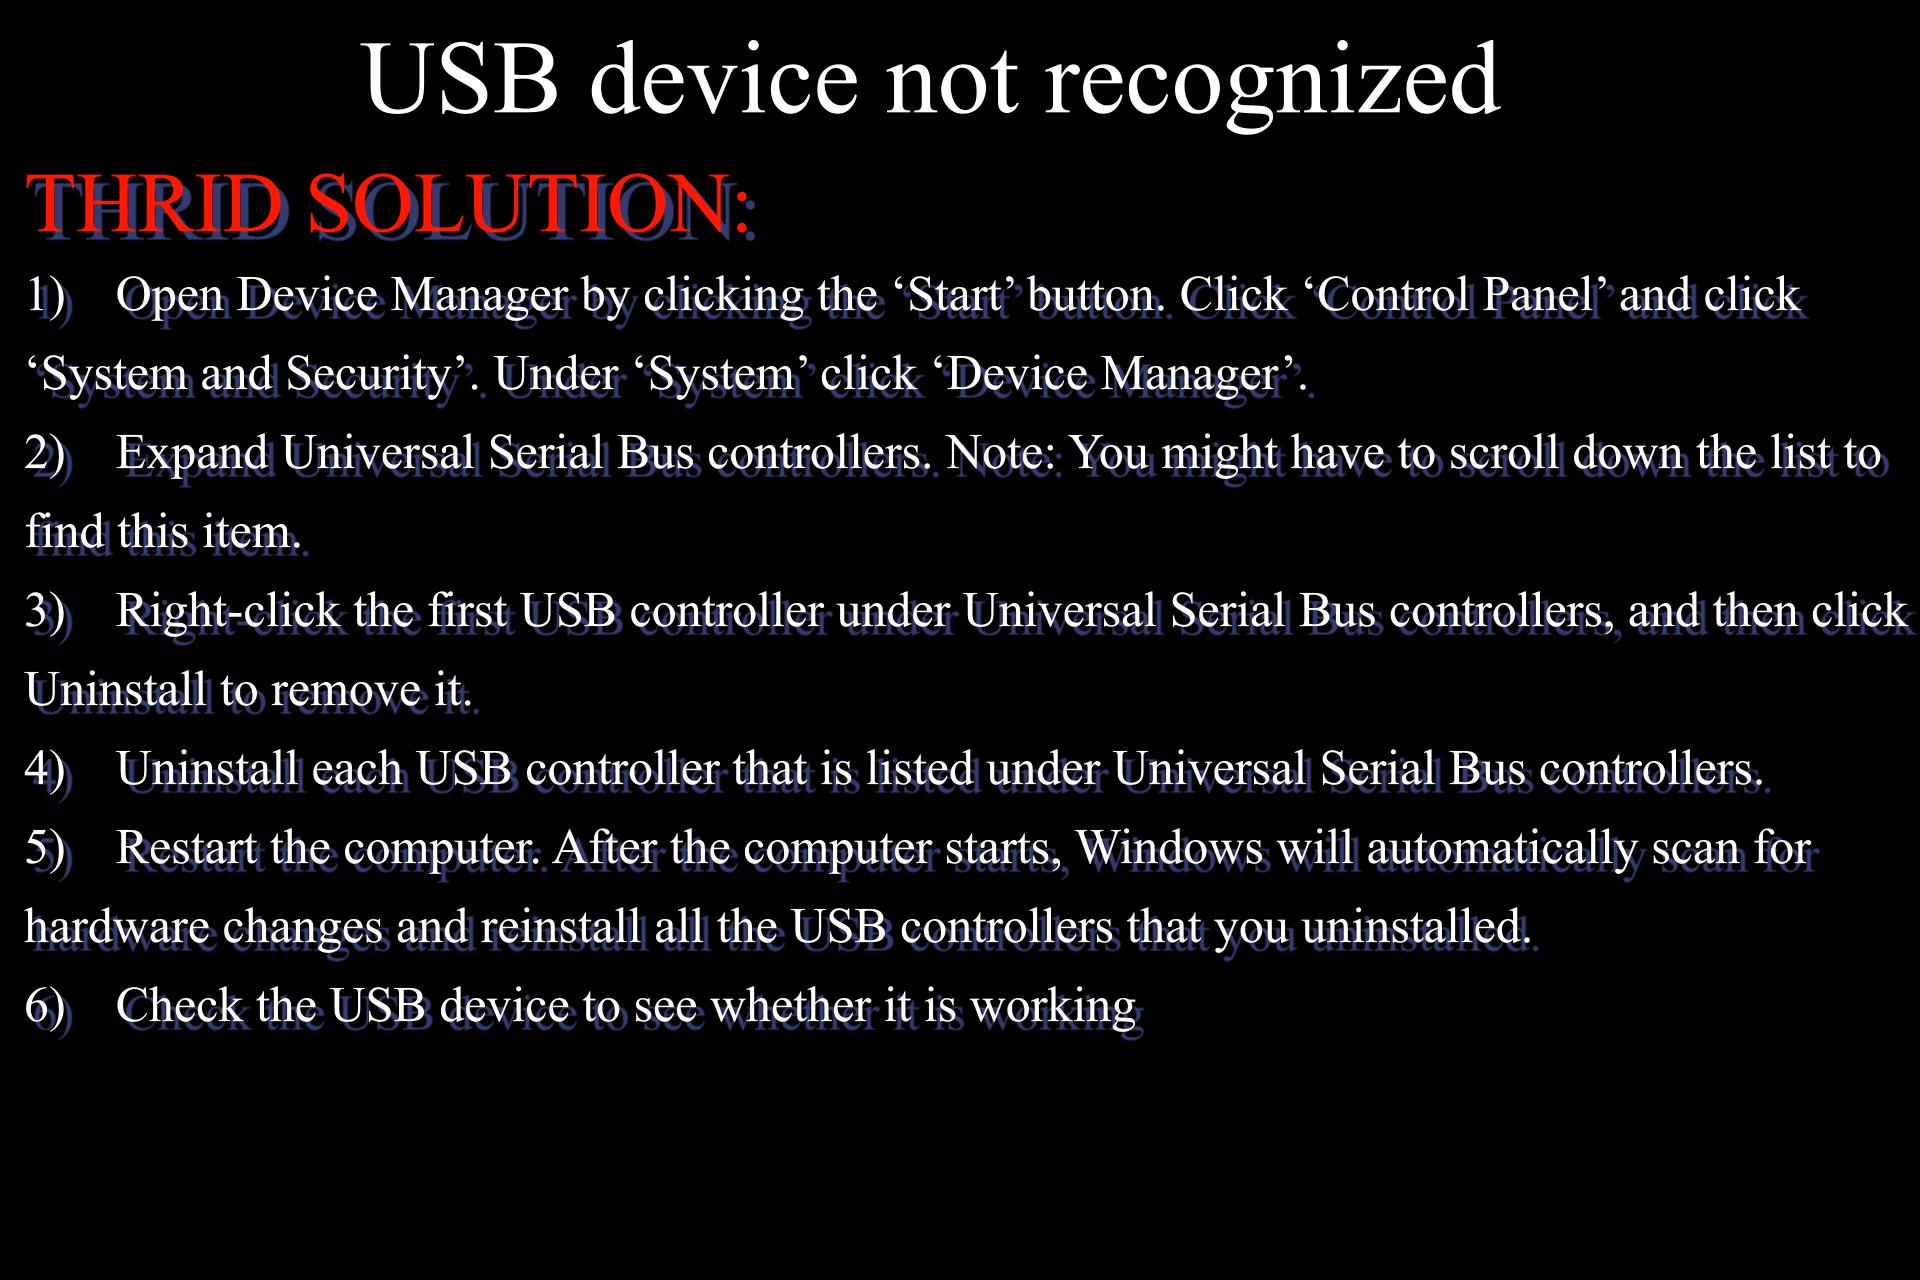 USB device not recognized
THRID SOLUTION:
1) Open Device Manager by clicking the ‘Start’ button. Click ‘Control Panel’ and click
‘System and Security’. Under ‘System’ click ‘Device Manager’.
2) Expand Universal Serial Bus controllers. Note: You might have to scroll down the list to
find this item.
3) Right-click the first USB controller under Universal Serial Bus controllers, and then click
Uninstall to remove it.
4) Uninstall each USB controller that is listed under Universal Serial Bus controllers.
5) Restart the computer. After the computer starts, Windows will automatically scan for
hardware changes and reinstall all the USB controllers that you uninstalled.
6) Check the USB device to see whether it is working